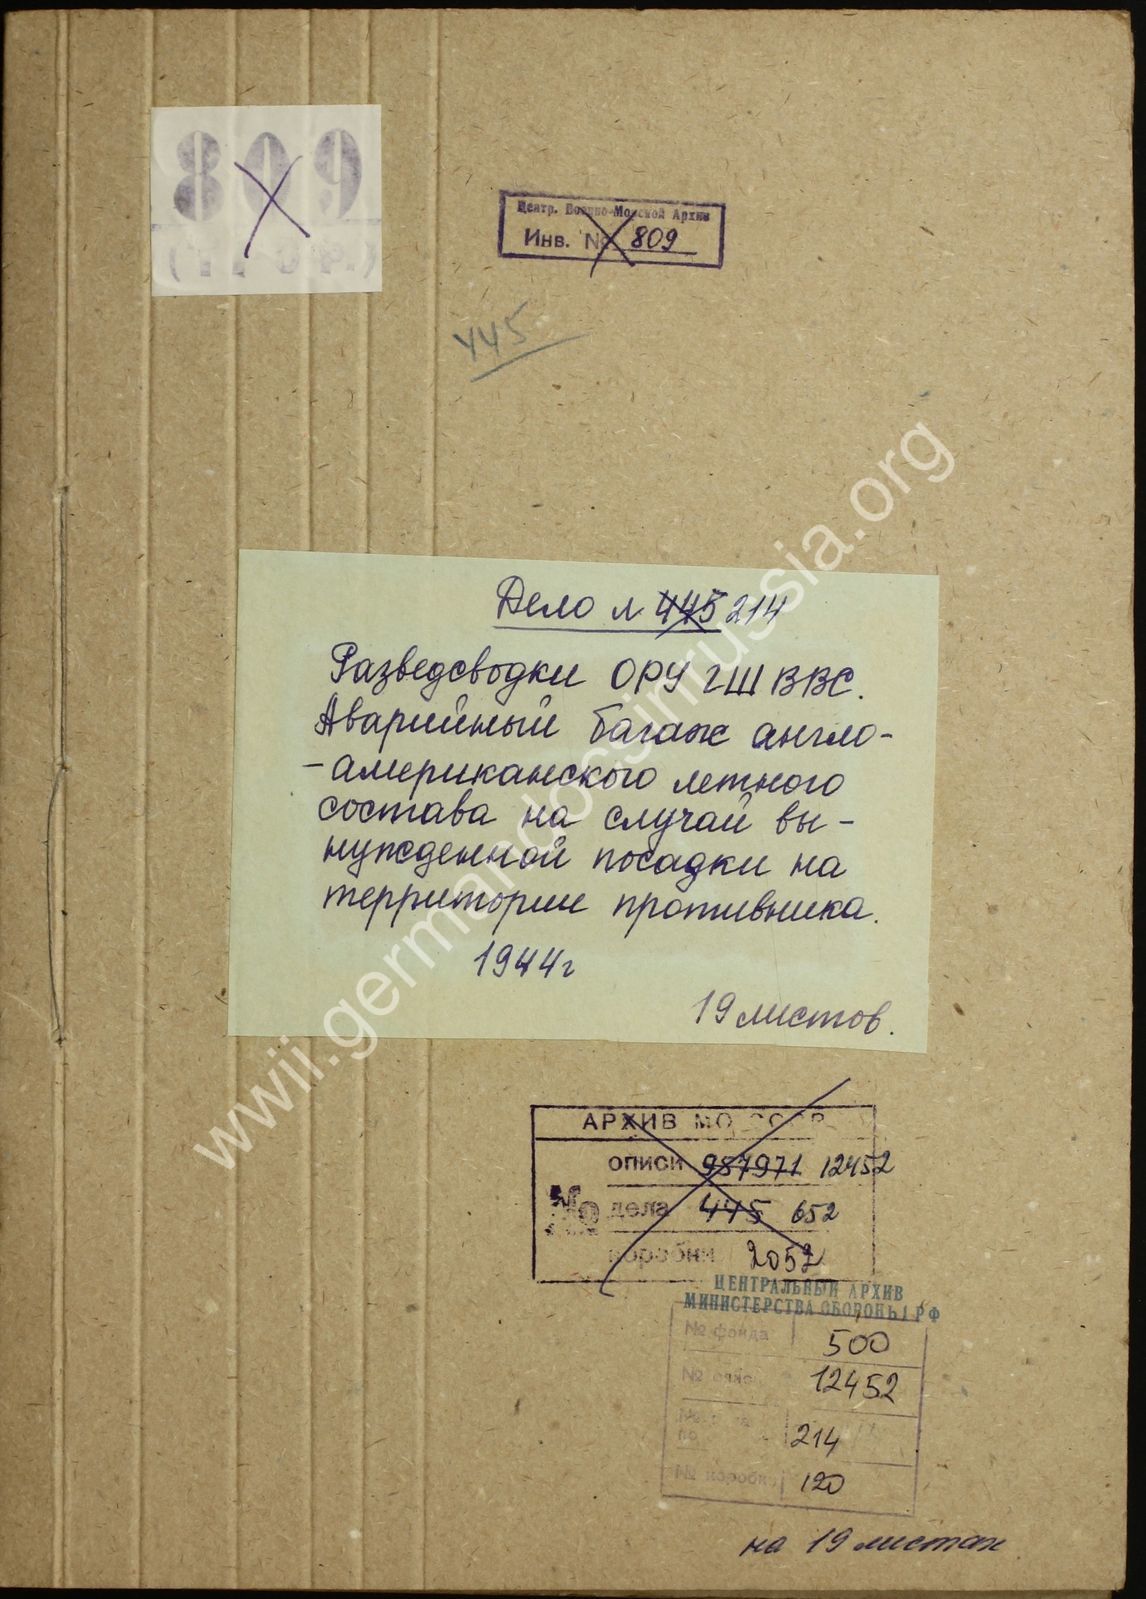 809
Центр. Военно-Морской Архив
Инв. № 809
445
Дело № 445 214
Разведсводки ОРУ ГШ ВВС.
Аварийный багаж англо-
-американского летного
состава на случай вы-
нужденной посадки на
территории противника.
1944г
19 листов.
АРХИВ МО СССР
описи 987971 12452
№ дела 445 652
коробки 2052
ЦЕНТРАЛЬНЫЙ АРХИВ
МИНИСТЕРСТВА ОБОРОНЫ РФ
№ фонда 500
№ описи 12452
214
№ коробки 120
на 19 листах
wwii.germandocsinrussia.org